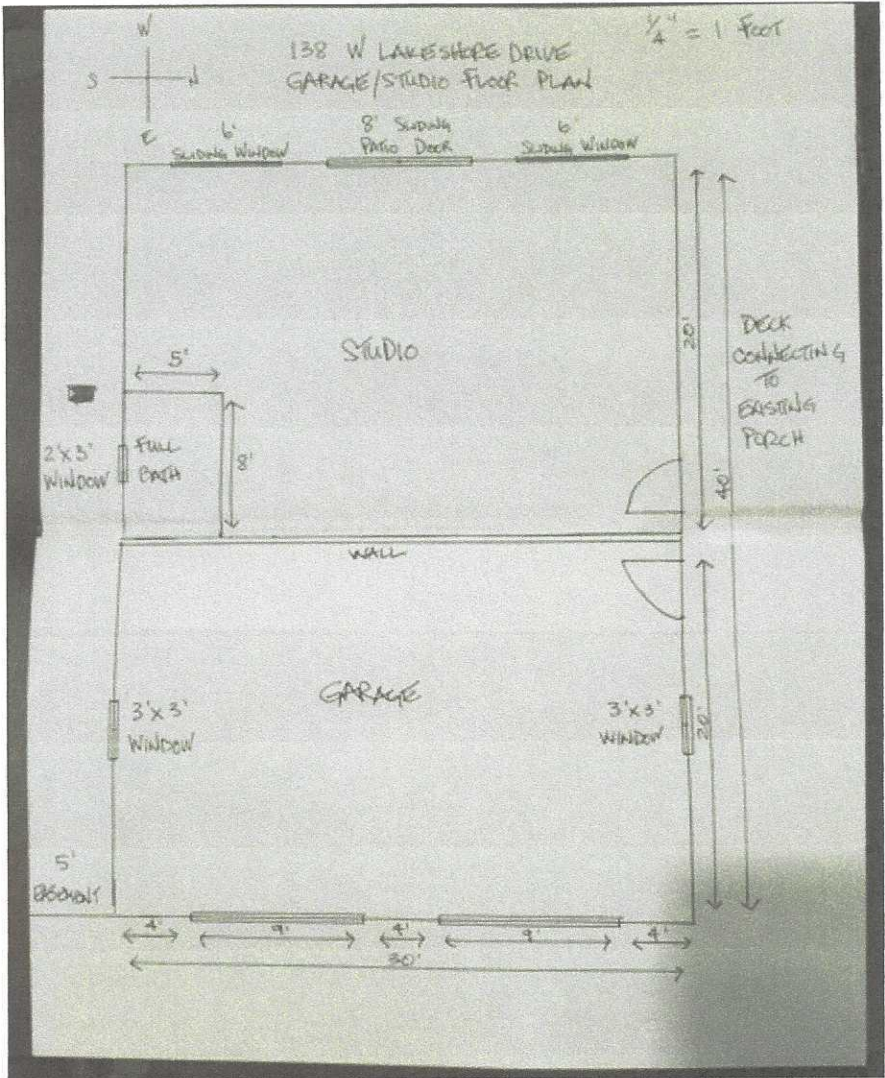 W
S
N
E
138 W LAKESHORE DRIVE
GARAGE/STUDIO FLOOR PLAN
1/4" = 1 FOOT
6'
SLIDING WINDOW
8' SLIDING
PATIO DOOR
6'
SLIDING WINDOW
STUDIO
20'
DECK
CONNECTING
TO
EXISTING
PORCH
40'
5'
8'
2'x3'
WINDOW
FULL
BATH
WALL
GARAGE
3'x3'
WINDOW
3'x3'
WINDOW
20'
5'
EASEMENT
4'
9'
4'
9'
4'
30'